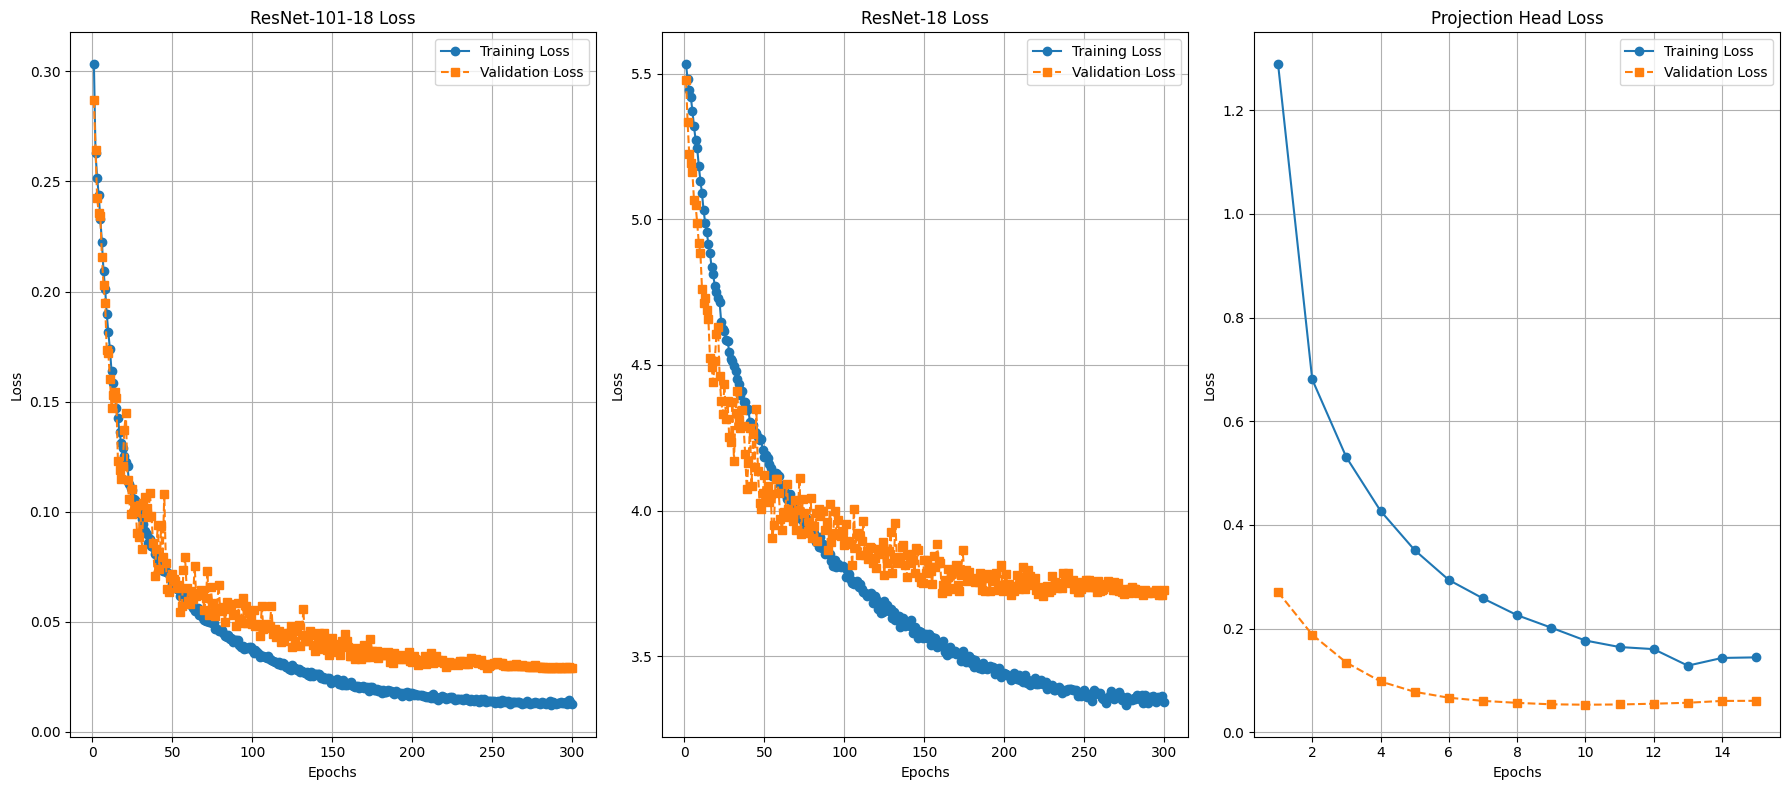 ResNet-101-18 Loss
Training Loss
Validation Loss
0.30
0.25
0.20
0.15
0.10
0.05
0.00
Loss
0
50
100
150
200
250
300
Epochs
ResNet-18 Loss
Training Loss
Validation Loss
5.5
5.0
4.5
4.0
3.5
Loss
0
50
100
150
200
250
300
Epochs
Projection Head Loss
Training Loss
Validation Loss
1.2
1.0
0.8
0.6
0.4
0.2
0.0
Loss
2
4
6
8
10
12
14
Epochs